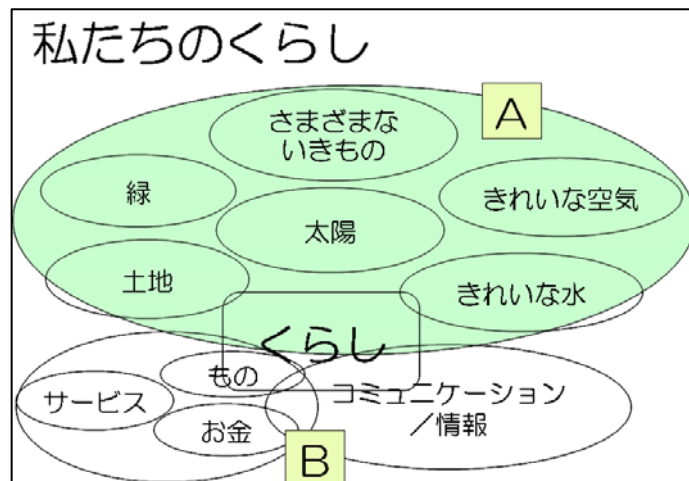 私たちのくらし
A
さまざまな
いきもの
緑
きれいな空気
太陽
土地
きれいな水
くらし
もの
サービス
お金
コミュニケーション
／情報
B